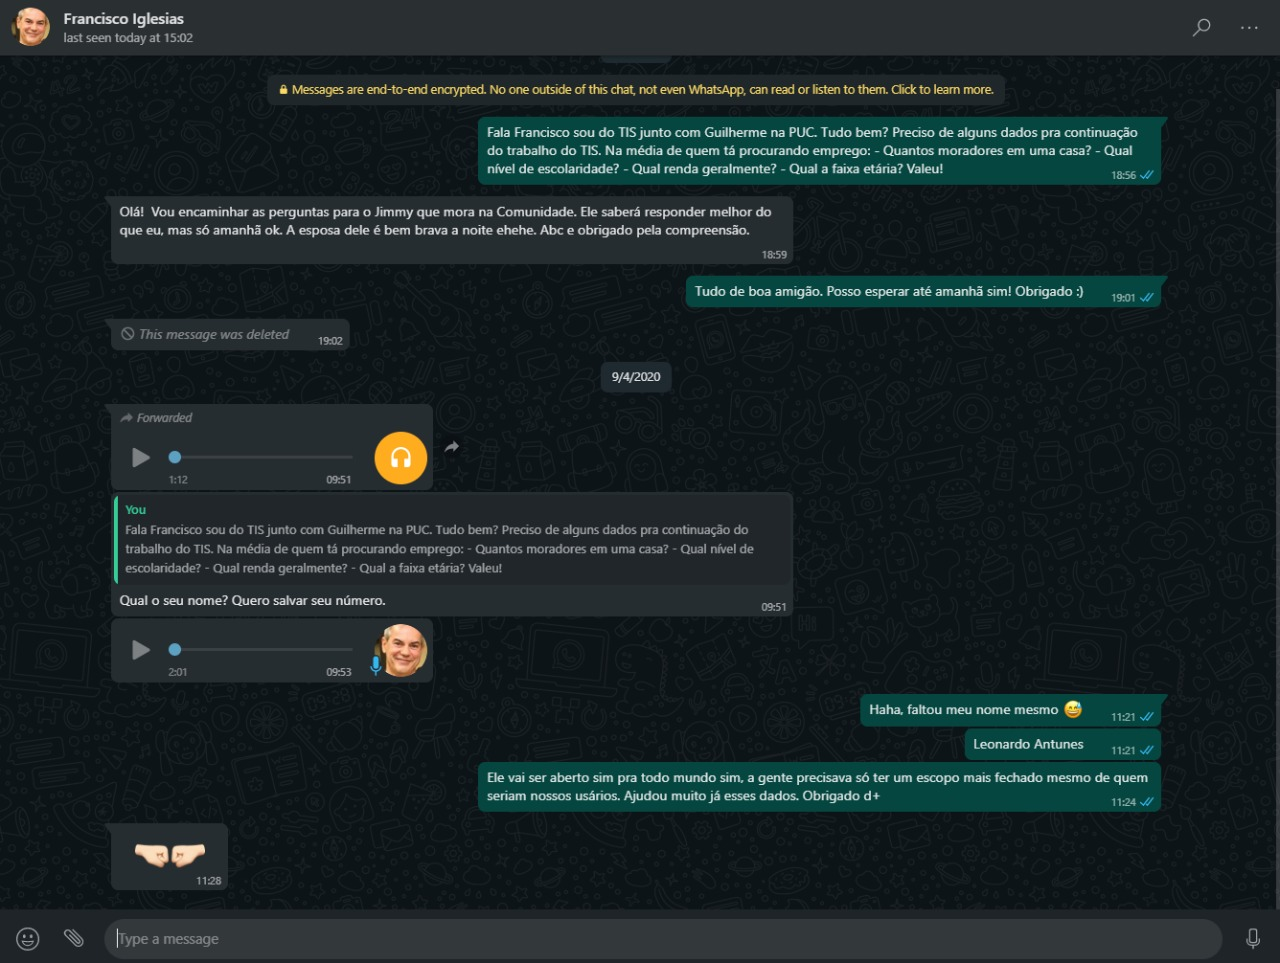 Francisco Iglesias
last seen today at 15:02
Messages are end-to-end encrypted. No one outside of this chat, not even WhatsApp, can read or listen to them. Click to learn more.
Fala Francisco sou do TIS junto com Guilherme na PUC. Tudo bem? Preciso de alguns dados pra continuação
do trabalho do TIS. Na média de quem tá procurando emprego: - Quantos moradores em uma casa? - Qual
nível de escolaridade? - Qual renda geralmente? - Qual a faixa etária? Valeu!
18:56
Olá!  Vou encaminhar as perguntas para o Jimmy que mora na Comunidade. Ele saberá responder melhor do
que eu, mas só amanhã ok. A esposa dele é bem brava a noite ehehe. Abc e obrigado pela compreensão.
18:59
Tudo de boa amigão. Posso esperar até amanhã sim! Obrigado :)
19:01
This message was deleted
19:02
9/4/2020
Forwarded
1:12
09:51
You
Fala Francisco sou do TIS junto com Guilherme na PUC. Tudo bem? Preciso de alguns dados pra continuação do
trabalho do TIS. Na média de quem tá procurando emprego: - Quantos moradores em uma casa? - Qual nível de
escolaridade? - Qual renda geralmente? - Qual a faixa etária? Valeu!
Qual o seu nome? Quero salvar seu número.
09:51
2:01
09:53
Haha, faltou meu nome mesmo 😅
11:21
Leonardo Antunes
11:21
Ele vai ser aberto sim pra todo mundo sim, a gente precisava só ter um escopo mais fechado mesmo de quem
seriam nossos usários. Ajudou muito já esses dados. Obrigado d+
11:24
11:28
Type a message